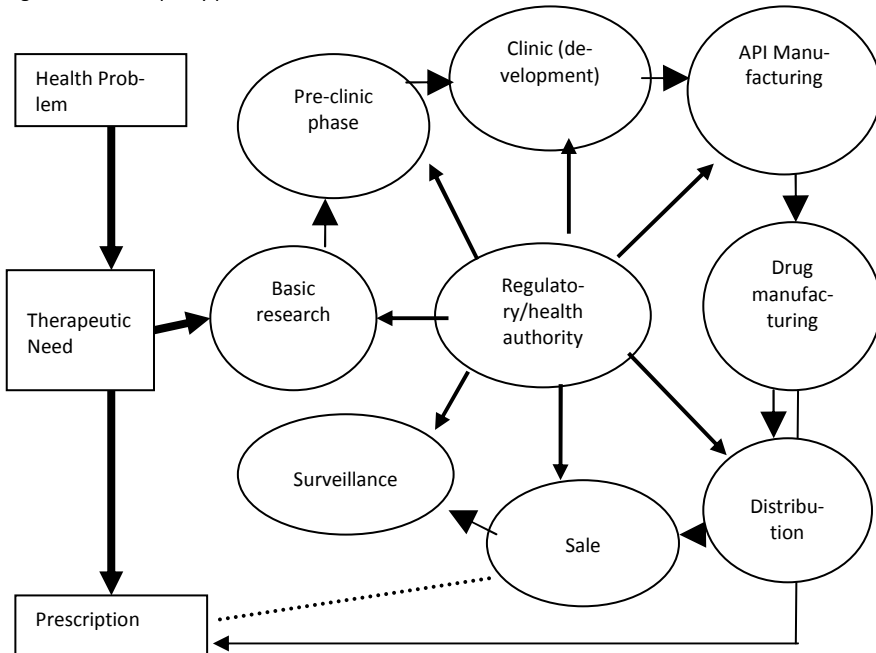 Health Prob-
lem
Pre-clinic
phase
Clinic (de-
velopment)
API Manu-
facturing
Therapeutic
Need
Basic
research
Regulato-
ry/health
authority
Drug
manufac-
turing
Surveillance
Sale
Distribu-
tion
Prescription